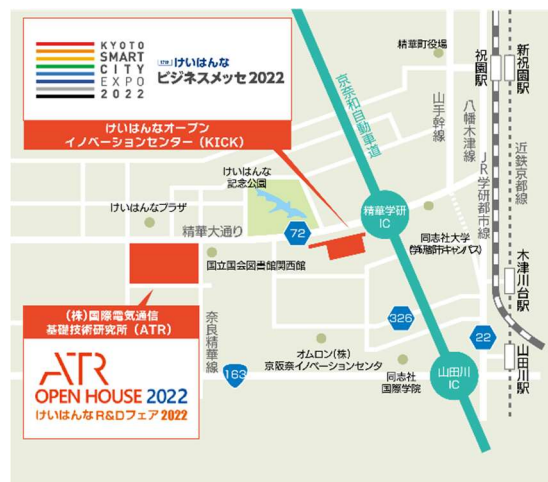 KYOTO
SMART
CITY
EXPO
2022
the けいはんな
ビジネスメッセ2022
けいはんなオープン
イノベーションセンター(KICK)
精華町役場
祝園駅
新祝園駅
京奈和自動車道
山手幹線
八幡木津線
JR学研都市線
近鉄京都線
けいはんな
記念公園
けいはんなプラザ
精華大通り
72
精華学研
IC
国立国会図書館関西館
同志社大学
(学研都市キャンパス)
木津川台駅
(株)国際電気通信
基礎技術研究所(ATR)
奈良精華線
326
22
山田川駅
ATR
OPEN HOUSE 2022
けいはんなR&Dフェア2022
163
オムロン(株)
京阪奈イノベーションセンタ
同志社
国際学院
山田川
IC